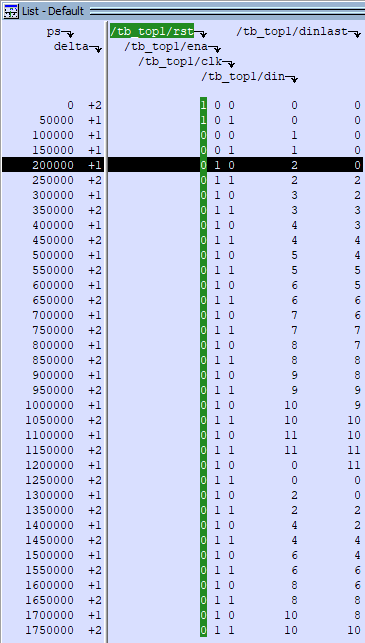 List - Default
ps /tb_top1/rst /tb_top1/dinlast
delta /tb_top1/ena
/tb_top1/clk
/tb_top1/din
0 +2 1 0 0 0 0
50000 +1 1 0 1 0 0
100000 +1 0 0 0 1 0
150000 +1 0 0 1 1 0
200000 +1 0 1 0 2 0
250000 +2 0 1 1 2 2
300000 +1 0 1 0 3 2
350000 +2 0 1 1 3 3
400000 +1 0 1 0 4 3
450000 +2 0 1 1 4 4
500000 +1 0 1 0 5 4
550000 +2 0 1 1 5 5
600000 +1 0 1 0 6 5
650000 +2 0 1 1 6 6
700000 +1 0 1 0 7 6
750000 +2 0 1 1 7 7
800000 +1 0 1 0 8 7
850000 +2 0 1 1 8 8
900000 +1 0 1 0 9 8
950000 +2 0 1 1 9 9
1000000 +1 0 1 0 10 9
1050000 +2 0 1 1 10 10
1100000 +1 0 1 0 11 10
1150000 +2 0 1 1 11 11
1200000 +1 0 1 0 0 11
1250000 +2 0 1 1 0 0
1300000 +1 0 1 0 2 0
1350000 +2 0 1 1 2 2
1400000 +1 0 1 0 4 2
1450000 +2 0 1 1 4 4
1500000 +1 0 1 0 6 4
1550000 +2 0 1 1 6 6
1600000 +1 0 1 0 8 6
1650000 +2 0 1 1 8 8
1700000 +1 0 1 0 10 8
1750000 +2 0 1 1 10 10